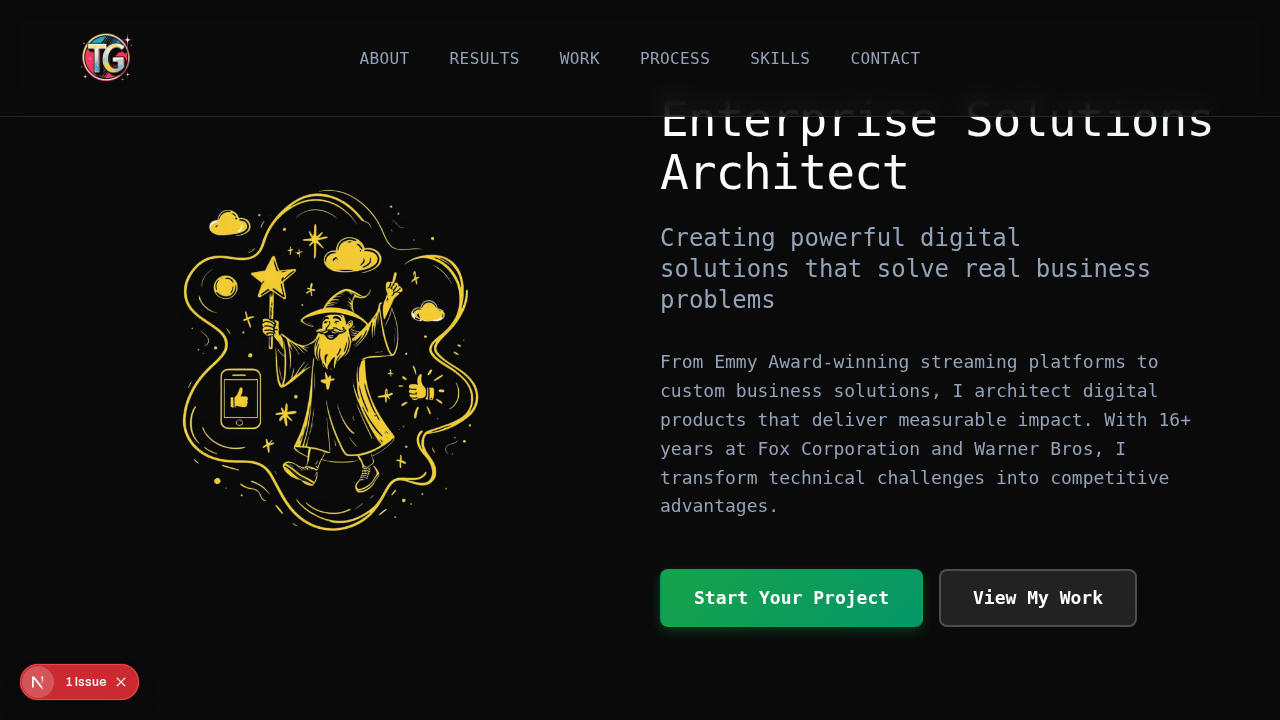 TG
ABOUT RESULTS WORK PROCESS SKILLS CONTACT
Enterprise Solutions
Architect
Creating powerful digital
solutions that solve real business
problems
From Emmy Award-winning streaming platforms to
custom business solutions, I architect digital
products that deliver measurable impact. With 16+
years at Fox Corporation and Warner Bros, I
transform technical challenges into competitive
advantages.
Start Your Project View My Work
N 1 Issue